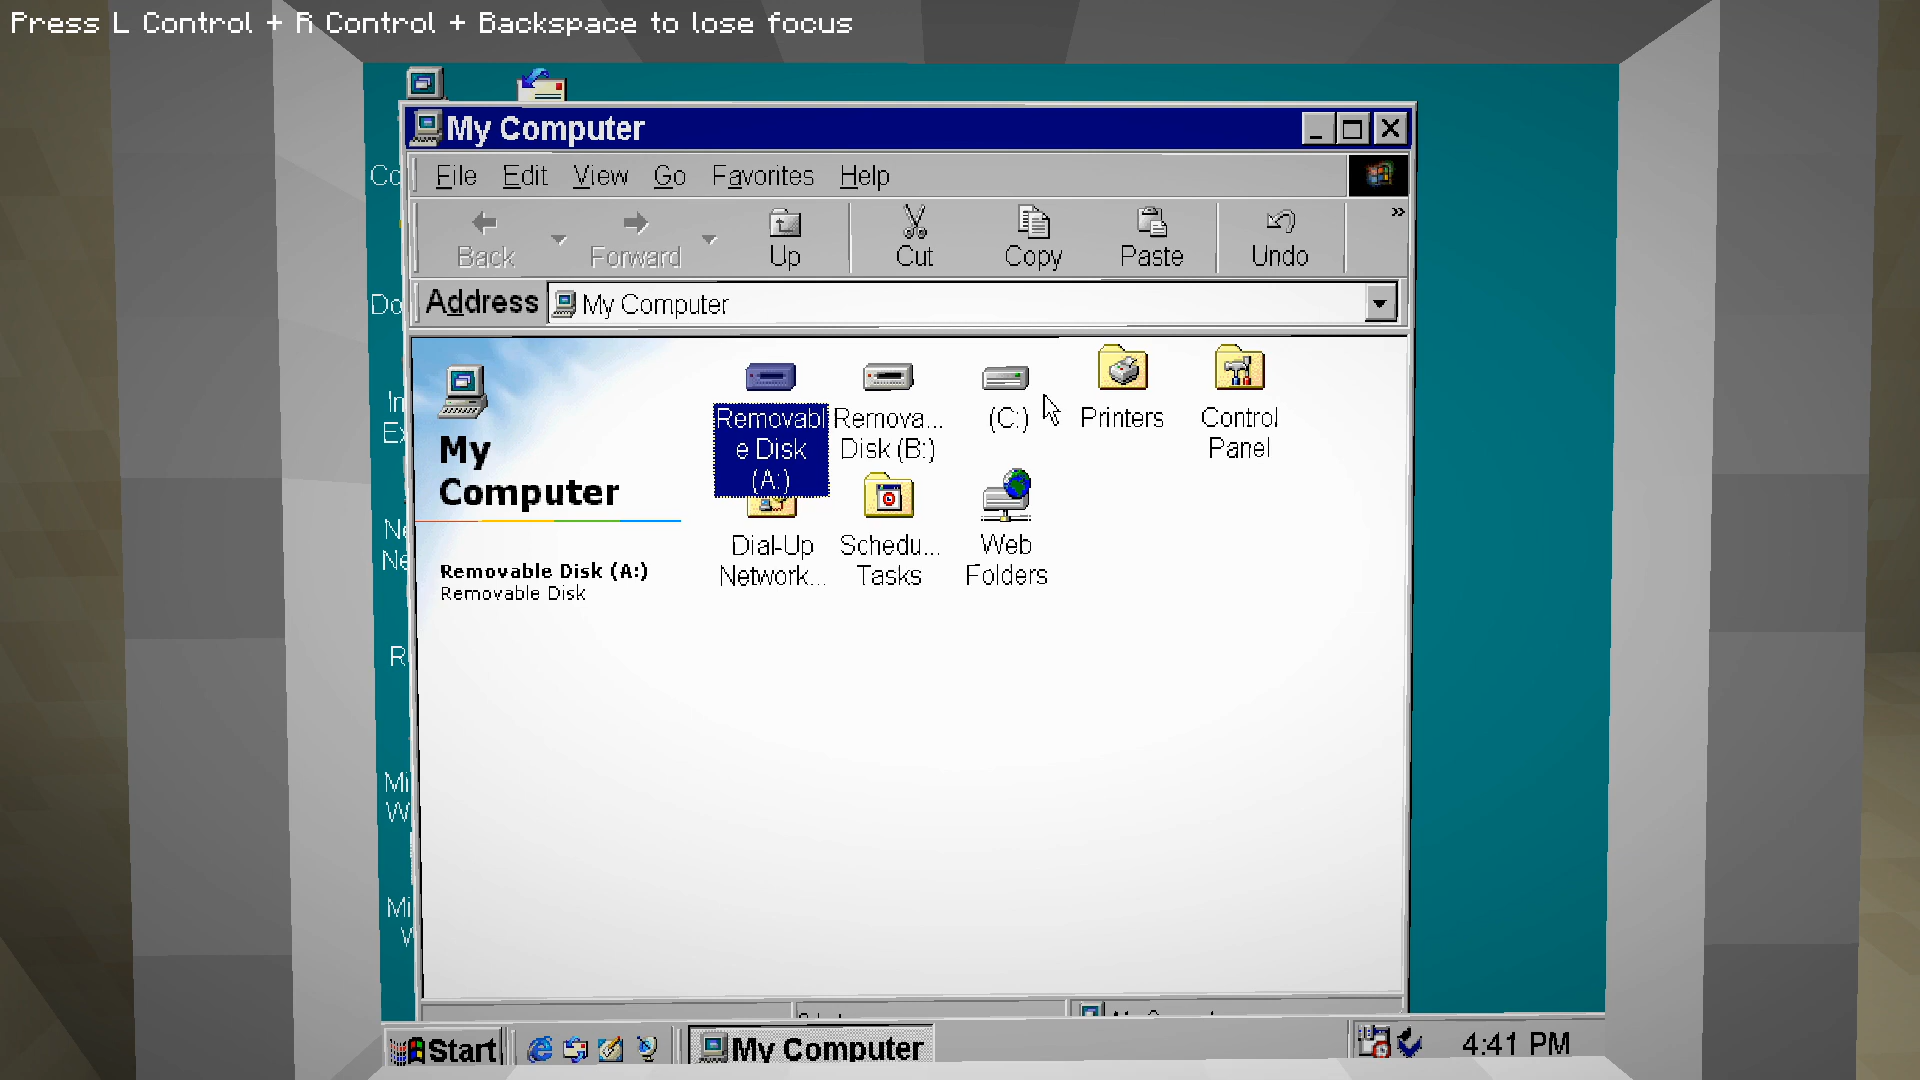 Press L Control + R Control + Backspace to lose focus
My Computer
File Edit View Go Favorites Help
Back Forward Up Cut Copy Paste Undo »
Address My Computer
My
Computer
Removable Disk (A:)
Removable Disk
Removabl
e Disk
(A:)
Remova...
Disk (B:)
(C:)
Printers
Control
Panel
Dial-Up
Network...
Schedu...
Tasks
Web
Folders
Start
My Computer
4:41 PM